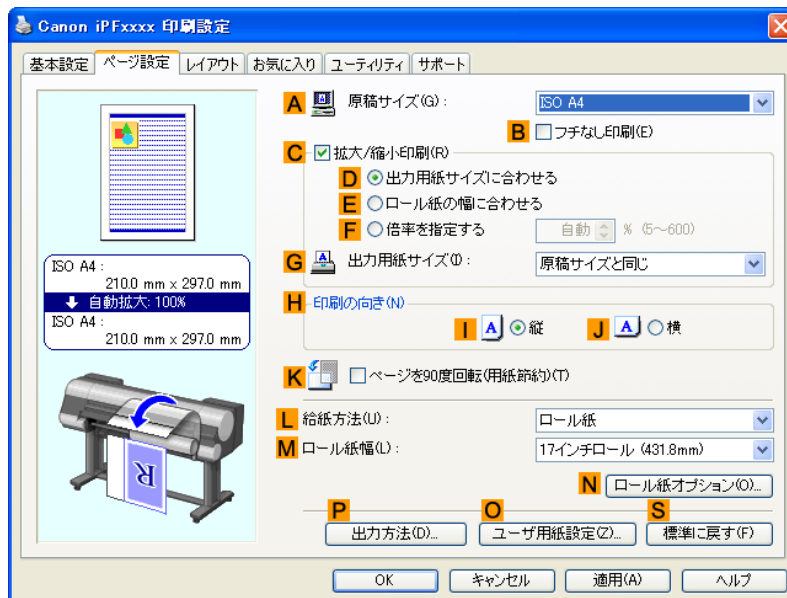 Canon iPFxxxx 印刷設定
基本設定 ページ設定 レイアウト お気に入り ユーティリティ サポート
A 原稿サイズ(G) : ISO A4
B フチなし印刷(E)
C 拡大/縮小印刷(R)
D 出力用紙サイズに合わせる
E ロール紙の幅に合わせる
F 倍率を指定する 自動 % (5～600)
G 出力用紙サイズ(I) : 原稿サイズと同じ
H 印刷の向き(N)
I A 縦 J A 横
K ページを90度回転(用紙節約)(T)
L 給紙方法(U) : ロール紙
M ロール紙幅(L) : 17インチロール (431.8mm)
N ロール紙オプション(O)...
P O S
出力方法(D)... ユーザ用紙設定(Z)... 標準に戻す(F)
ISO A4 :
210.0 mm x 297.0 mm
自動拡大: 100%
ISO A4 :
210.0 mm x 297.0 mm
R
OK キャンセル 適用(A) ヘルプ